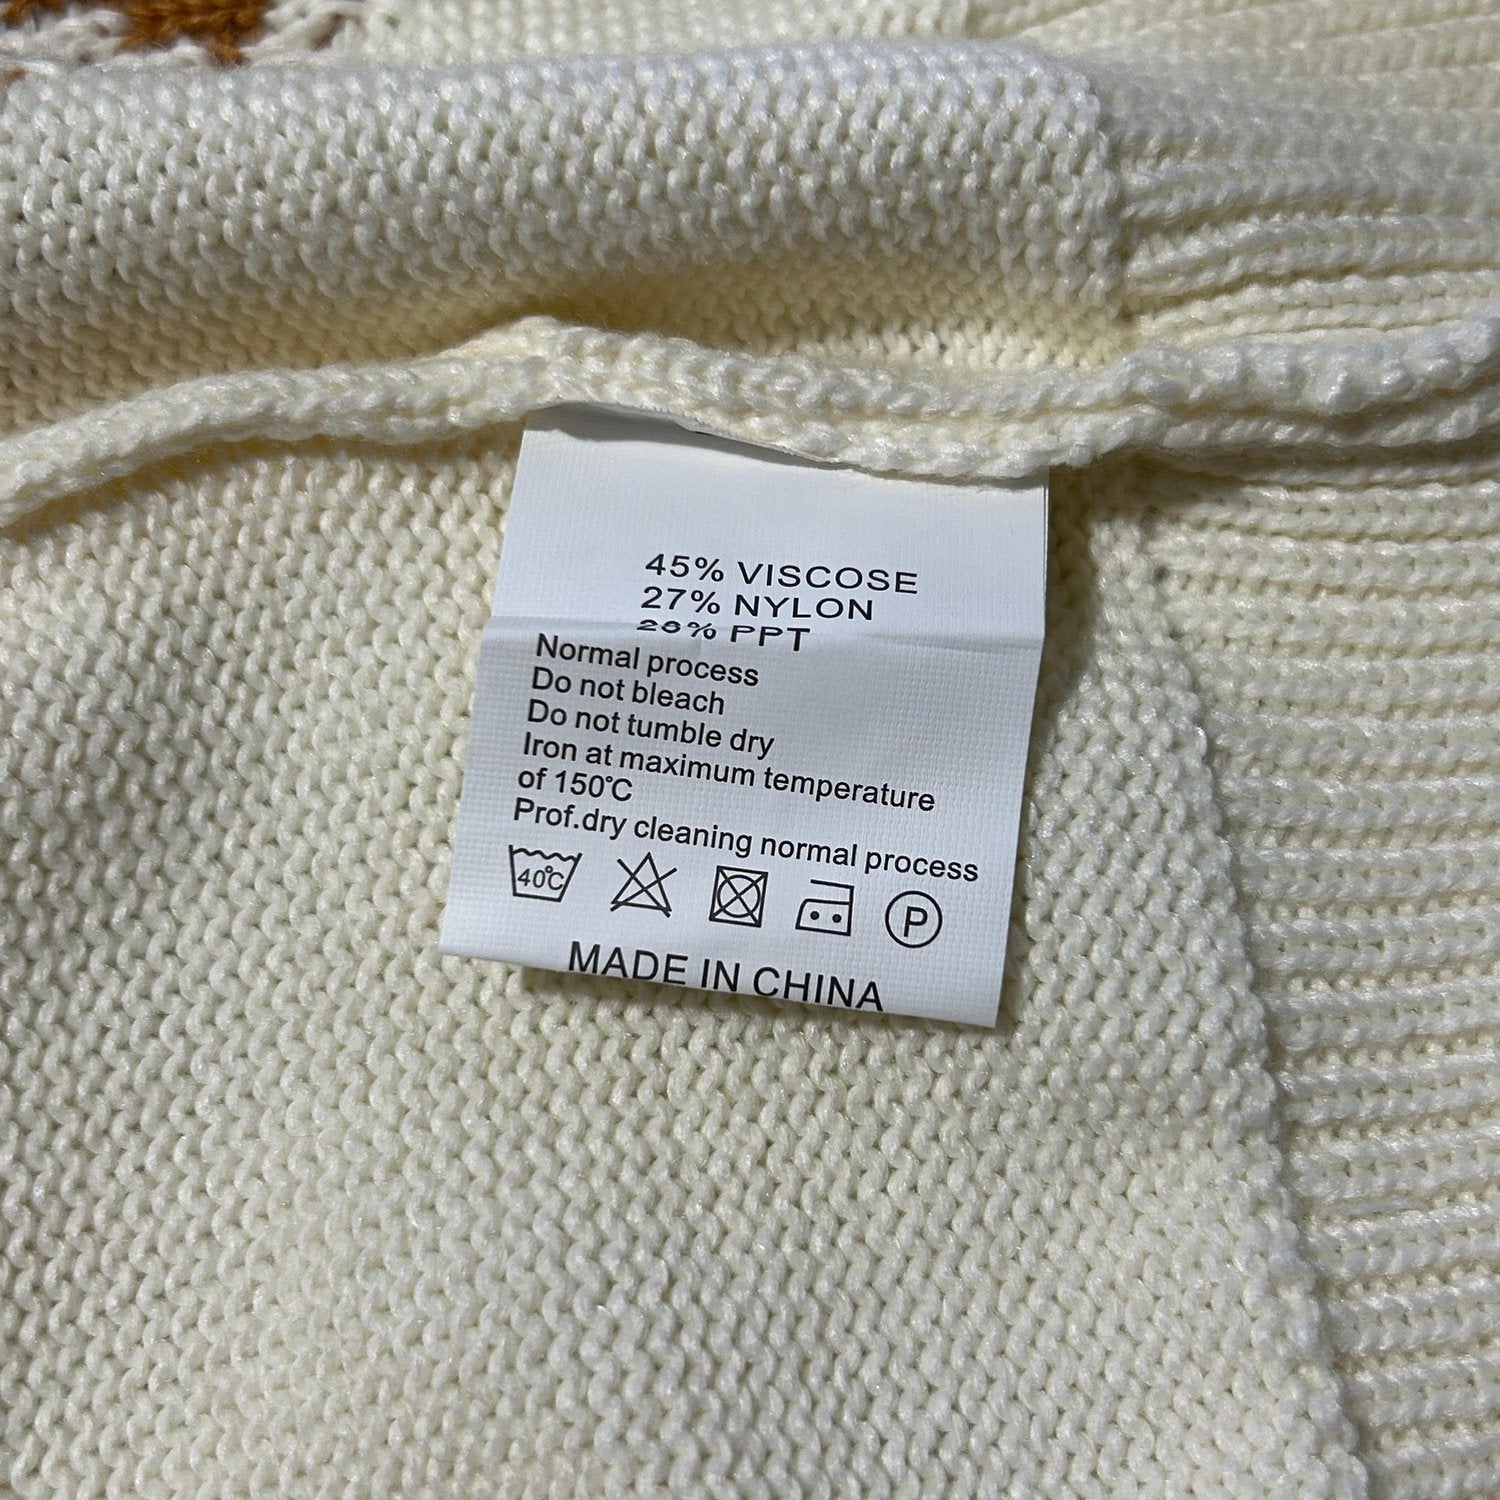 45% VISCOSE
27% NYLON
28% PPT
Normal process
Do not bleach
Do not tumble dry
Iron at maximum temperature
of 150℃
Prof.dry cleaning normal process
40℃ P
MADE IN CHINA